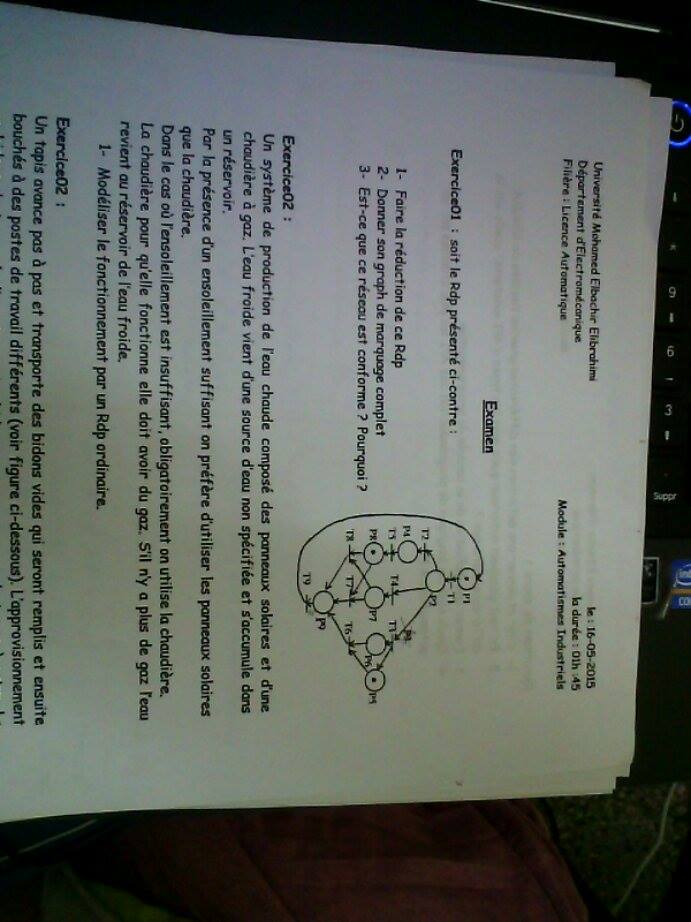 Université Mohamed Elbachir Elibrahimi
Département d'Electromécanique
Filière : Licence Automatique
le : 16-05-2015
la durée : 01h :45
Module : Automatismes Industriels
Examen
Exercice01 : soit le Rdp présenté ci-contre :
1- Faire la réduction de ce Rdp
2- Donner son graph de marquage complet
3- Est-ce que ce réseau est conforme ? Pourquoi ?
P1
T1
P2
T2
T3
P4
T4
P6
P5
T5
P8
P7
T8
T7
T6
P9
T9
Exercice02 :
Un système de production de l'eau chaude composé des panneaux solaires et d'une
chaudière à gaz. L'eau froide vient d'une source d'eau non spécifiée et s'accumule dans
un réservoir.
Par la présence d'un ensoleillement suffisant on préfère d'utiliser les panneaux solaires
que la chaudière.
Dans le cas où l'ensoleillement est insuffisant, obligatoirement on utilise la chaudière.
La chaudière pour qu'elle fonctionne elle doit avoir du gaz. S'il n'y a plus de gaz l'eau
revient au réservoir de l'eau froide.
1- Modéliser le fonctionnement par un Rdp ordinaire.
Exercice02 :
Un tapis avance pas à pas et transporte des bidons vides qui seront remplis et ensuite
bouchés à des postes de travail différents (voir figure ci-dessous). L'approvisionnement
9
6
3
Suppr